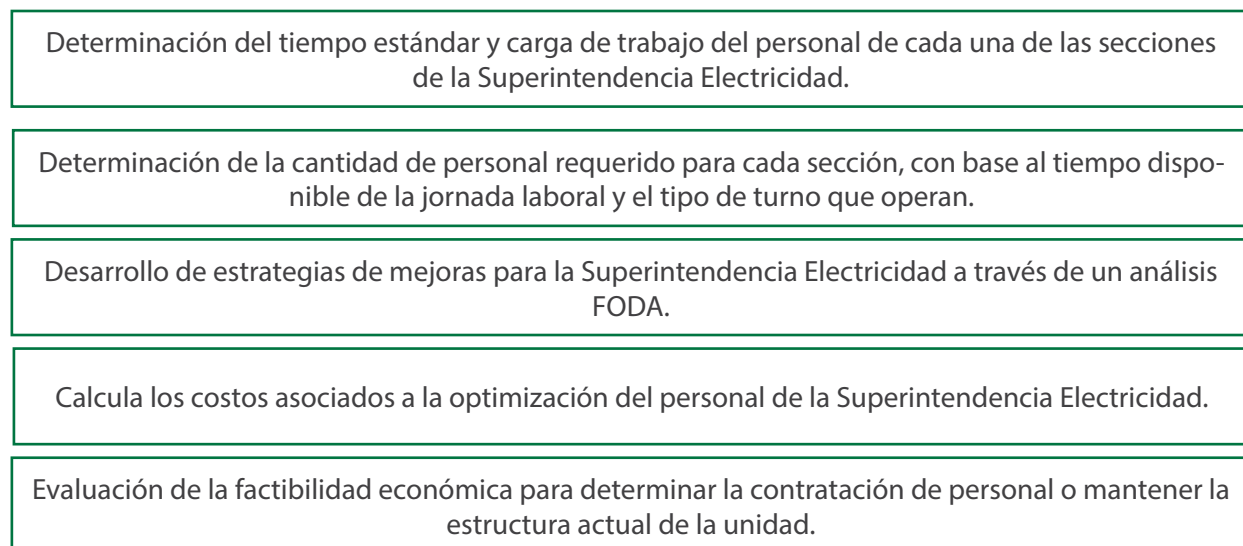 Determinación del tiempo estándar y carga de trabajo del personal de cada una de las secciones
de la Superintendencia Electricidad.
Determinación de la cantidad de personal requerido para cada sección, con base al tiempo dispo-
nible de la jornada laboral y el tipo de turno que operan.
Desarrollo de estrategias de mejoras para la Superintendencia Electricidad a través de un análisis
FODA.
Calcula los costos asociados a la optimización del personal de la Superintendencia Electricidad.
Evaluación de la factibilidad económica para determinar la contratación de personal o mantener la
estructura actual de la unidad.